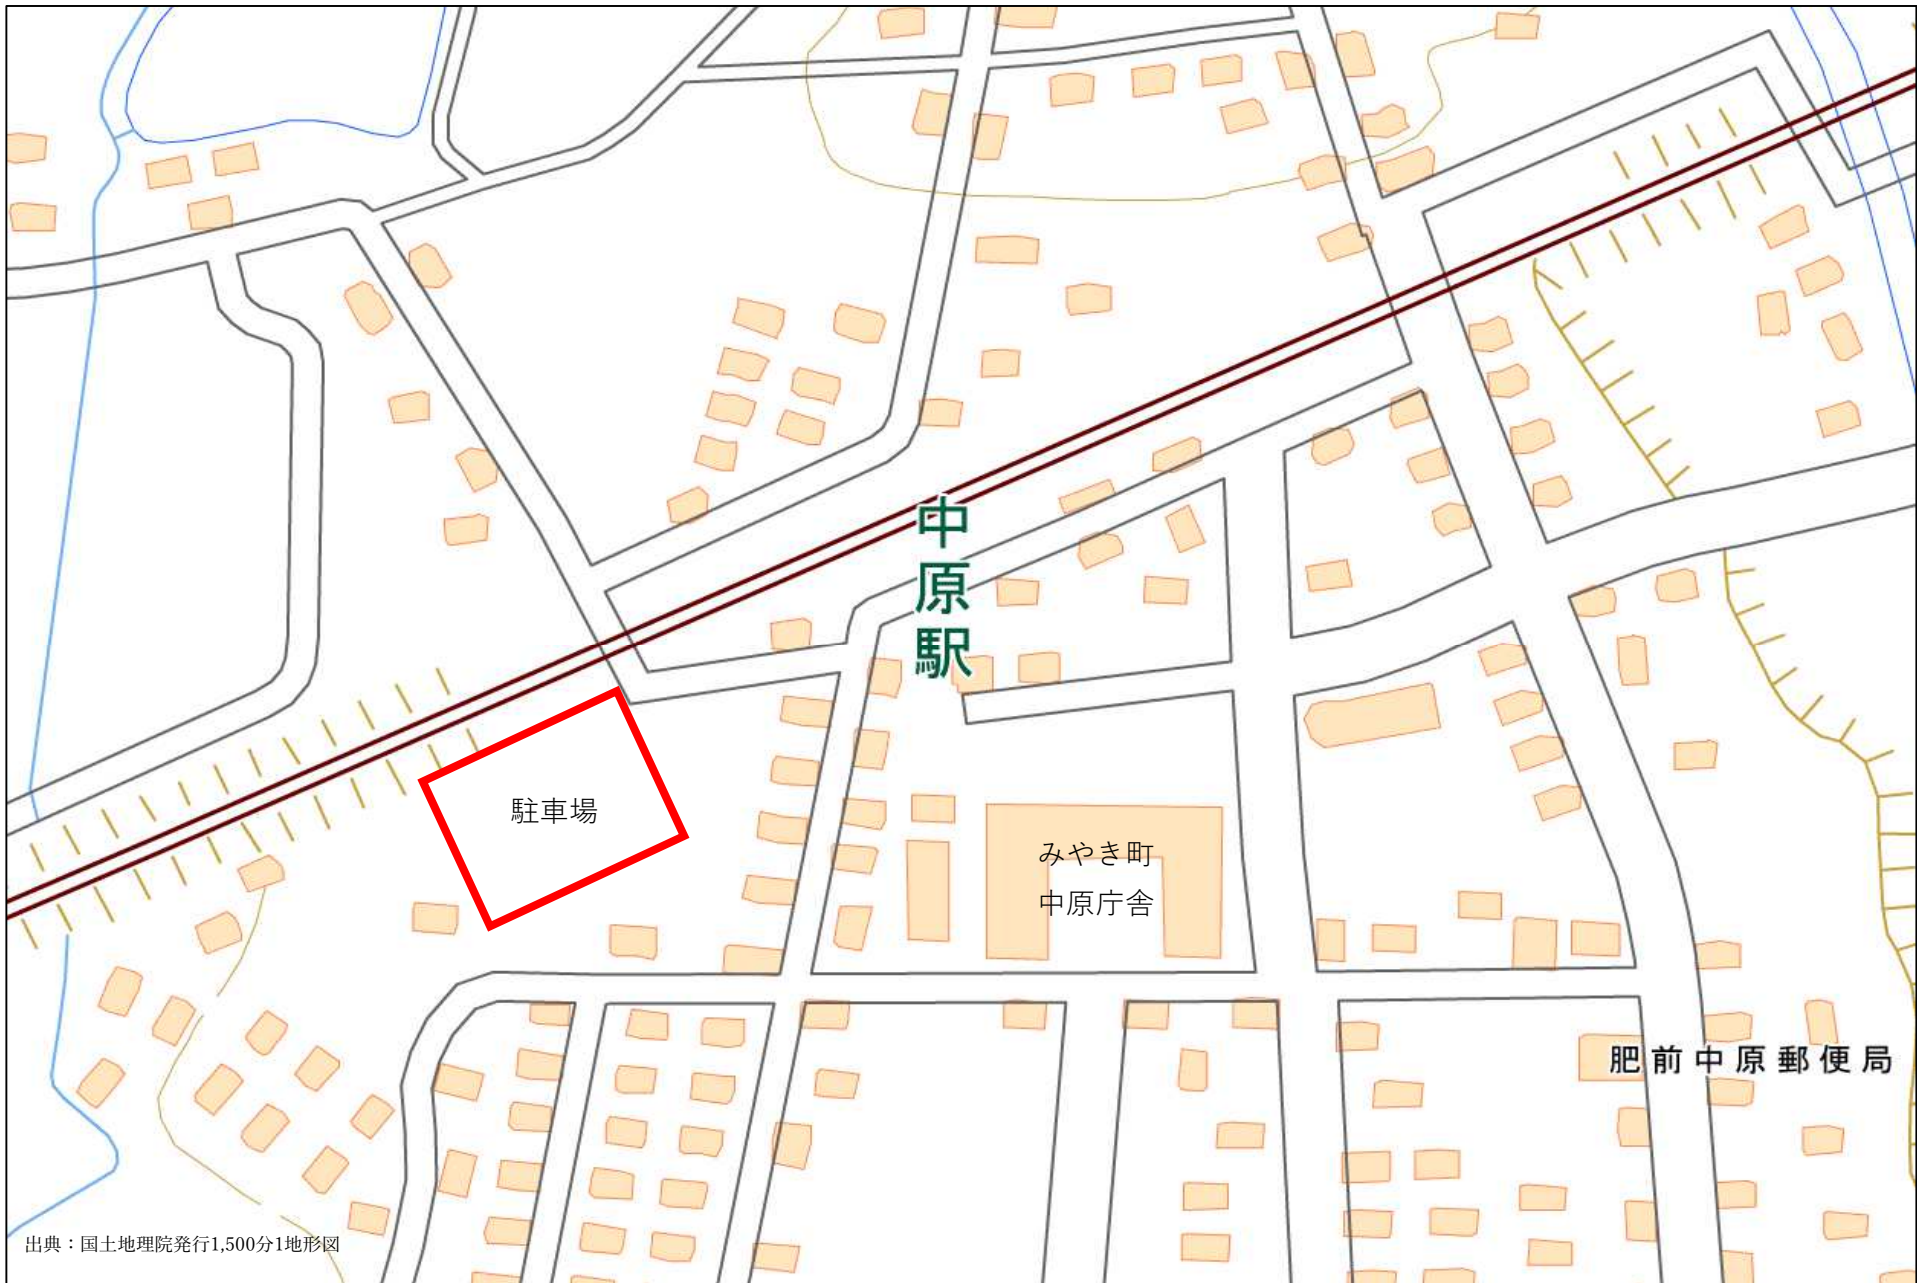 中原駅
駐車場
みやき町
中原庁舎
肥前中原郵便局
出典：国土地理院発行1,500分1地形図